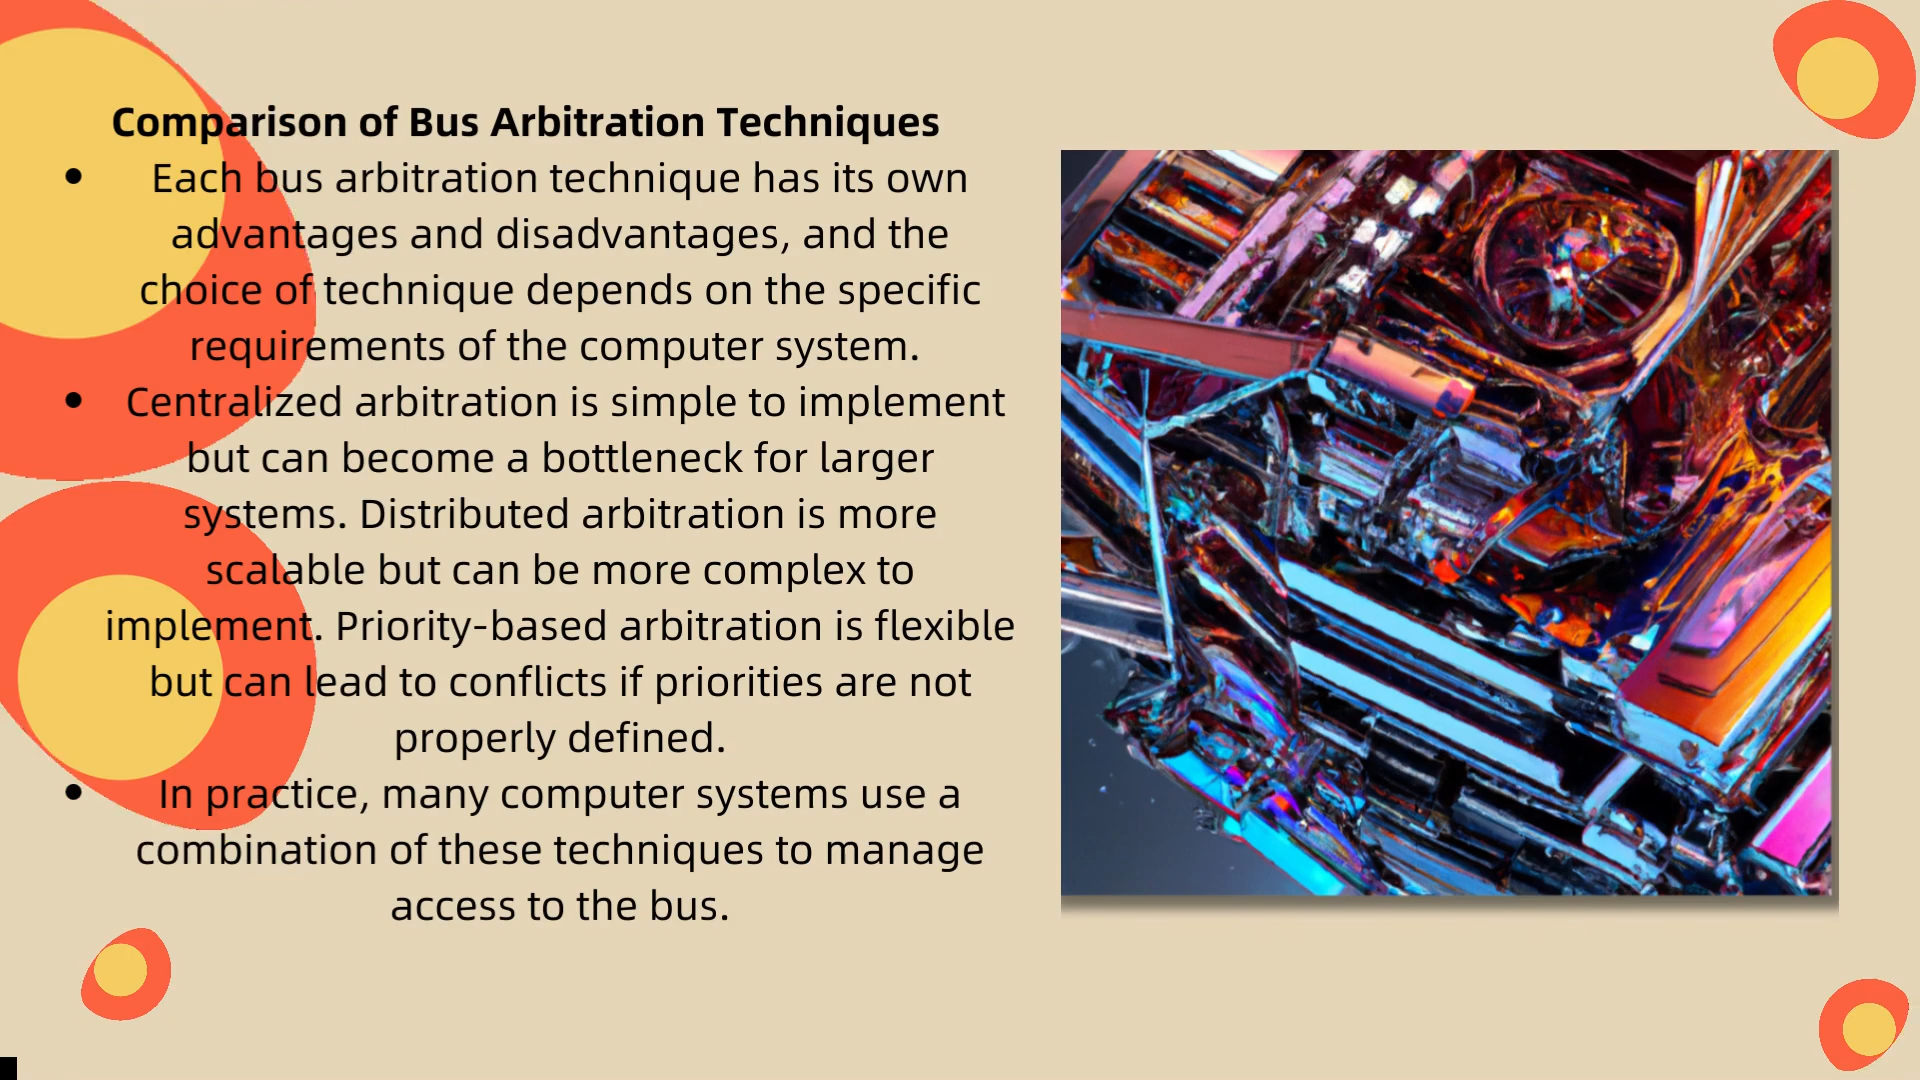 Comparison of Bus Arbitration Techniques
• Each bus arbitration technique has its own
advantages and disadvantages, and the
choice of technique depends on the specific
requirements of the computer system.
• Centralized arbitration is simple to implement
but can become a bottleneck for larger
systems. Distributed arbitration is more
scalable but can be more complex to
implement. Priority-based arbitration is flexible
but can lead to conflicts if priorities are not
properly defined.
• In practice, many computer systems use a
combination of these techniques to manage
access to the bus.